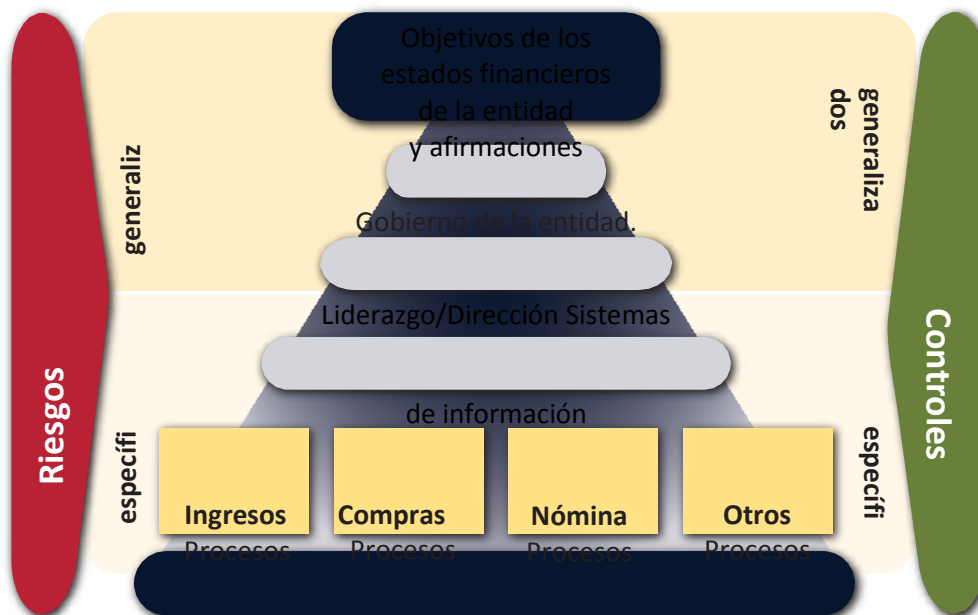 Objetivos de los
estados financieros
de la entidad
y afirmaciones
generaliz
generaliza
dos
Gobierno de la entidad.
Liderazgo/Dirección Sistemas
de información
Riesgos
Controles
específi
específi
Ingresos Compras Nómina Otros
Procesos Procesos Procesos Procesos